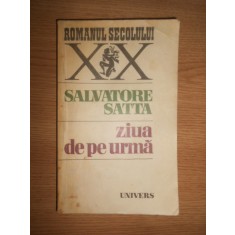 ROMANUL SECOLULUI
XX
SALVATORE
SATTA
ziua
de pe urmă
UNIVERS